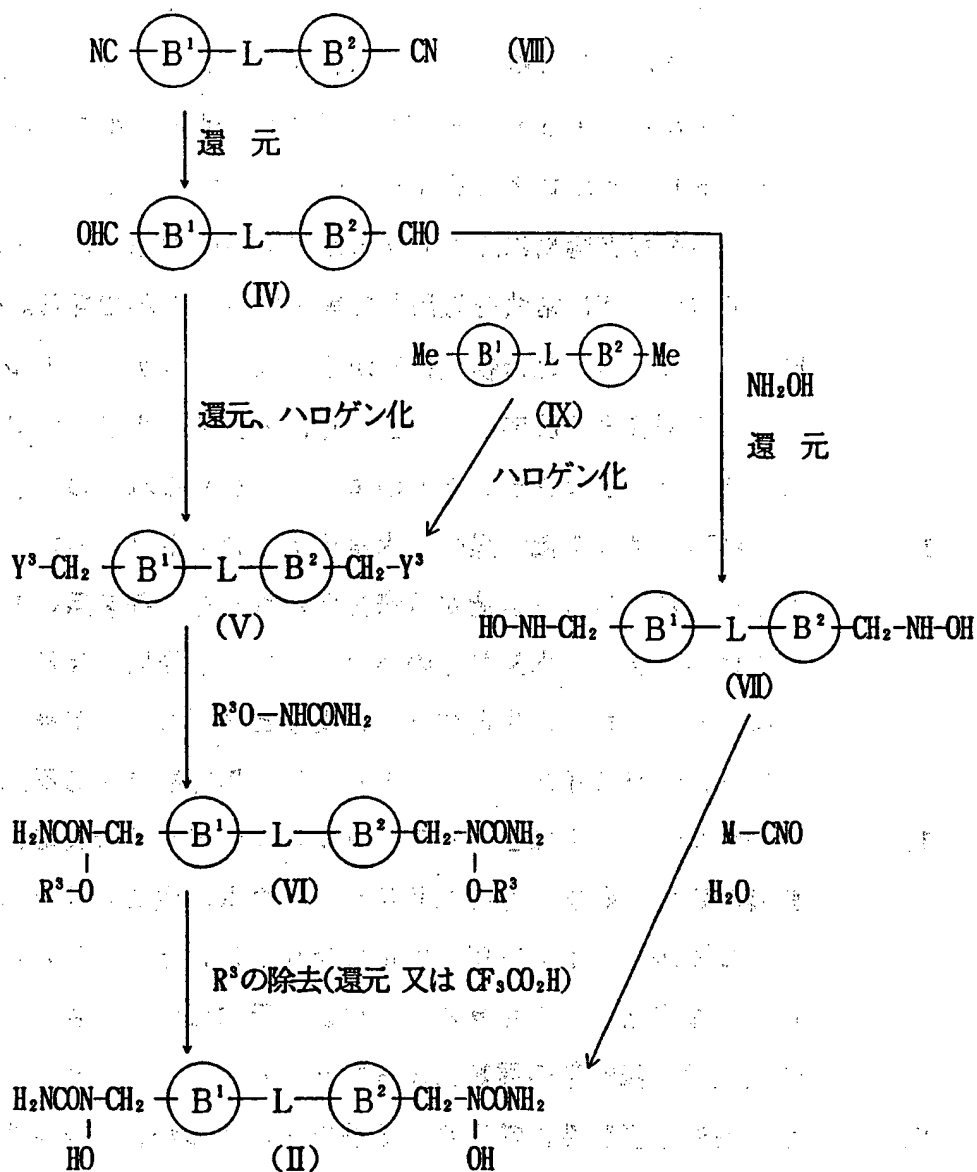 NC B¹ L B² CN (VIII)
還 元
OHC B¹ L B² CHO
(IV)
Me B¹ L B² Me
(IX)
NH₂OH
還 元
還元、ハロゲン化
ハロゲン化
Y³-CH₂ B¹ L B² CH₂-Y³
(V)
HO-NH-CH₂ B¹ L B² CH₂-NH-OH
(VII)
R³O-NHCONH₂
H₂NCON-CH₂ B¹ L B² CH₂-NCONH₂
R³-O (VI) O-R³
M-CNO
H₂O
R³の除去(還元 又は CF₃CO₂H)
H₂NCON-CH₂ B¹ L B² CH₂-NCONH₂
HO (II) OH